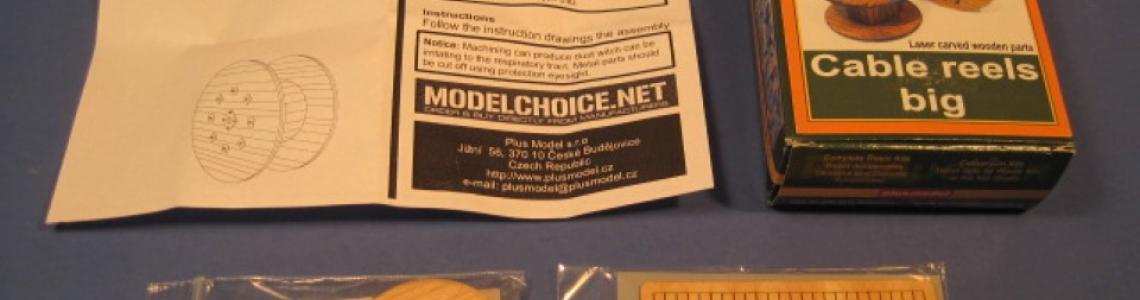 Instructions
Follow the instruction drawings the assembly
Notice: Machining can produce dust witch can be
irritating to the respiratory tract. Metal parts should
be cut off using protection eyesight.
MODELCHOICE.NET
ORDER & BUY DIRECTLY FROM MANUFACTURERS
Plus Model s.r.o
Jižní 56, 370 10 České Budějovice
Czech Republic
http://www.plusmodel.cz
e-mail: plusmodel@plusmodel.cz
Laser carved wooden parts
Cable reels
big
Complete Resin Kits